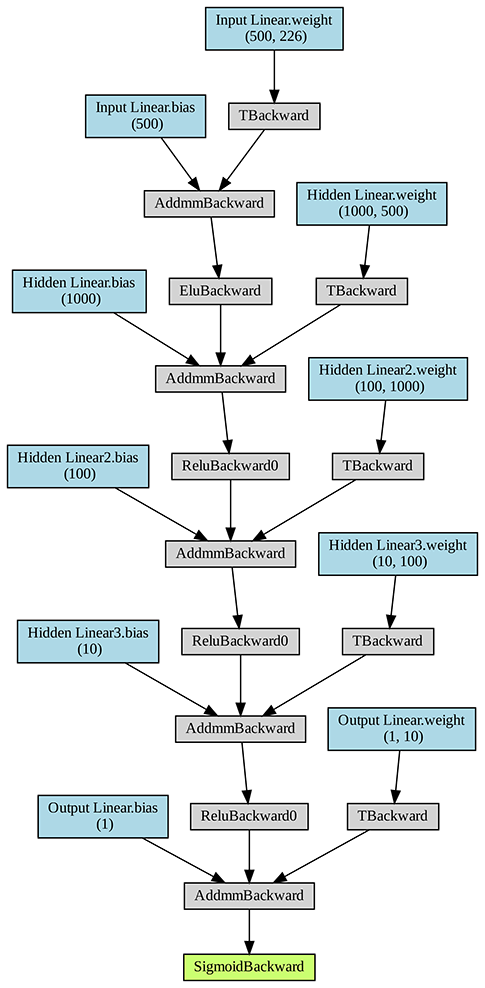 Input Linear.weight
(500, 226)
Input Linear.bias
(500)
TBackward
AddmmBackward
Hidden Linear.weight
(1000, 500)
Hidden Linear.bias
(1000)
EluBackward
TBackward
AddmmBackward
Hidden Linear2.weight
(100, 1000)
Hidden Linear2.bias
(100)
ReluBackward0
TBackward
AddmmBackward
Hidden Linear3.weight
(10, 100)
Hidden Linear3.bias
(10)
ReluBackward0
TBackward
AddmmBackward
Output Linear.weight
(1, 10)
Output Linear.bias
(1)
ReluBackward0
TBackward
AddmmBackward
SigmoidBackward